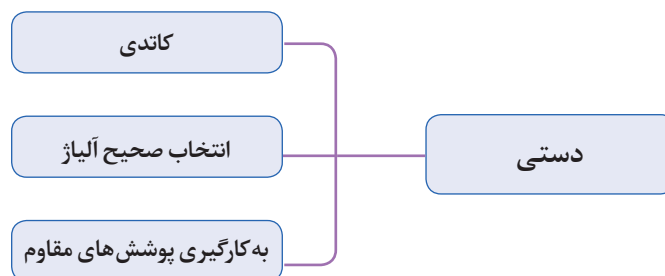 دستی
کاتدی
انتخاب صحیح آلیاژ
به‌کارگیری پوشش‌های مقاوم